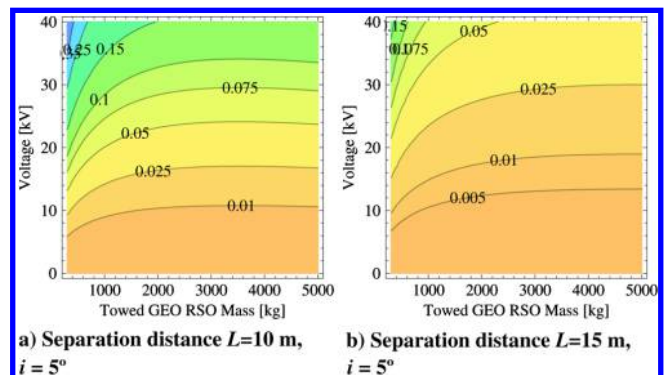 40
30
20
10
0
Voltage [kV]
0.25
0.15
0.1
0.075
0.05
0.025
0.01
1000 2000 3000 4000 5000
Towed GEO RSO Mass [kg]
a) Separation distance L=10 m,
i = 5º
40
30
20
10
0
Voltage [kV]
0.075
0.05
0.025
0.01
0.005
1000 2000 3000 4000 5000
Towed GEO RSO Mass [kg]
b) Separation distance L=15 m,
i = 5º